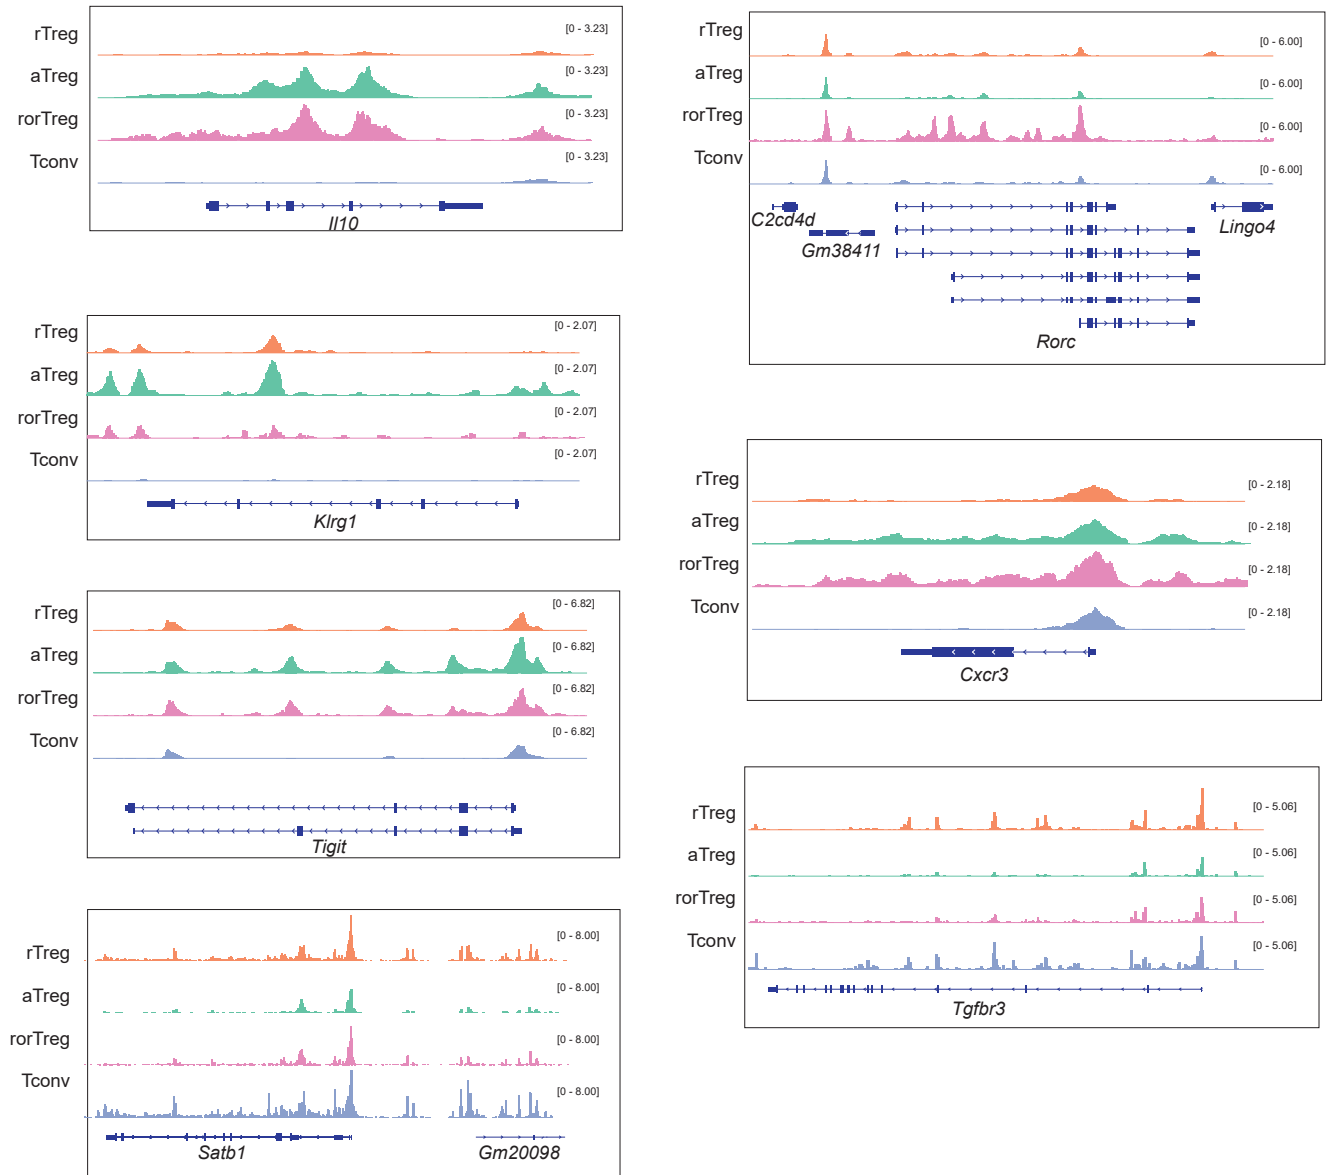 rTreg [0 - 3.23]
aTreg [0 - 3.23]
rorTreg [0 - 3.23]
Tconv [0 - 3.23]
Il10
rTreg [0 - 2.07]
aTreg [0 - 2.07]
rorTreg [0 - 2.07]
Tconv [0 - 2.07]
Klrg1
rTreg [0 - 6.82]
aTreg [0 - 6.82]
rorTreg [0 - 6.82]
Tconv [0 - 6.82]
Tigit
rTreg [0 - 8.00]
aTreg [0 - 8.00]
rorTreg [0 - 8.00]
Tconv [0 - 8.00]
Satb1 Gm20098
rTreg [0 - 6.00]
aTreg [0 - 6.00]
rorTreg [0 - 6.00]
Tconv [0 - 6.00]
C2cd4d Lingo4
Gm38411
Rorc
rTreg [0 - 2.18]
aTreg [0 - 2.18]
rorTreg [0 - 2.18]
Tconv [0 - 2.18]
Cxcr3
rTreg [0 - 5.06]
aTreg [0 - 5.06]
rorTreg [0 - 5.06]
Tconv [0 - 5.06]
Tgfbr3